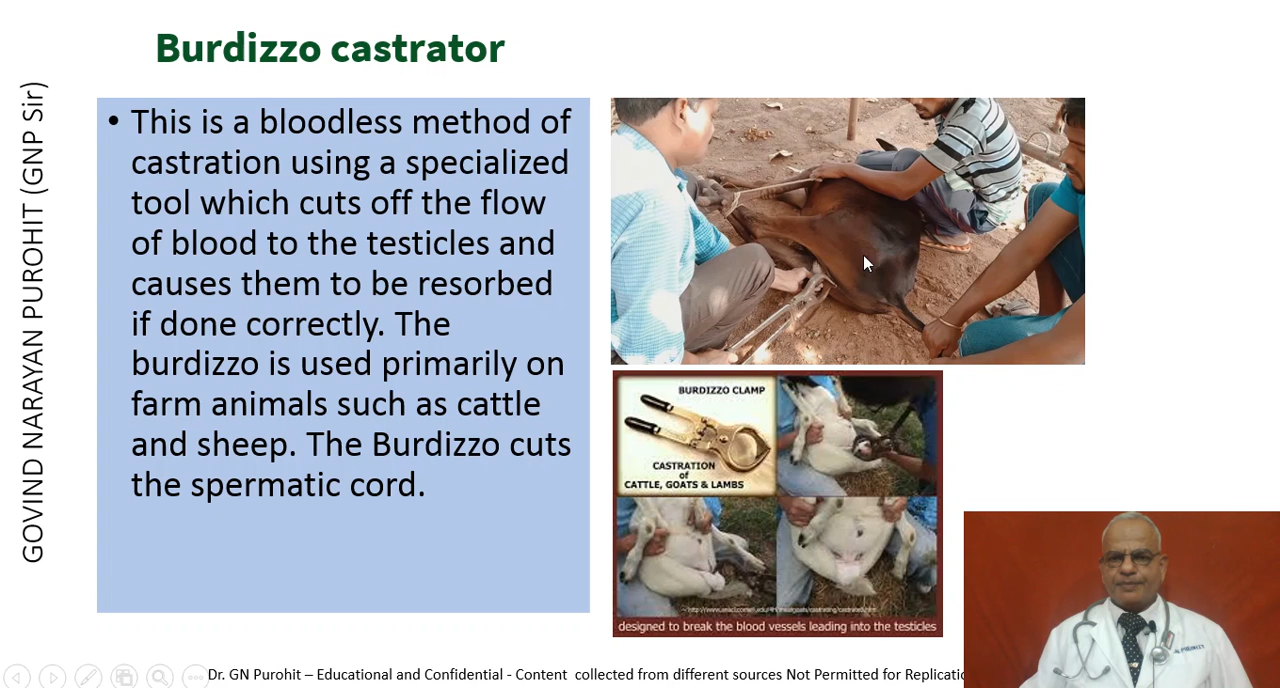 Burdizzo castrator
GOVIND NARAYAN PUROHIT (GNP Sir)
• This is a bloodless method of
castration using a specialized
tool which cuts off the flow
of blood to the testicles and
causes them to be resorbed
if done correctly. The
burdizzo is used primarily on
farm animals such as cattle
and sheep. The Burdizzo cuts
the spermatic cord.
BURDIZZO CLAMP
CASTRATION
of
CATTLE, GOATS & LAMBS
designed to break the blood vessels leading into the testicles
Dr. GN Purohit – Educational and Confidential - Content collected from different sources Not Permitted for Replicatio